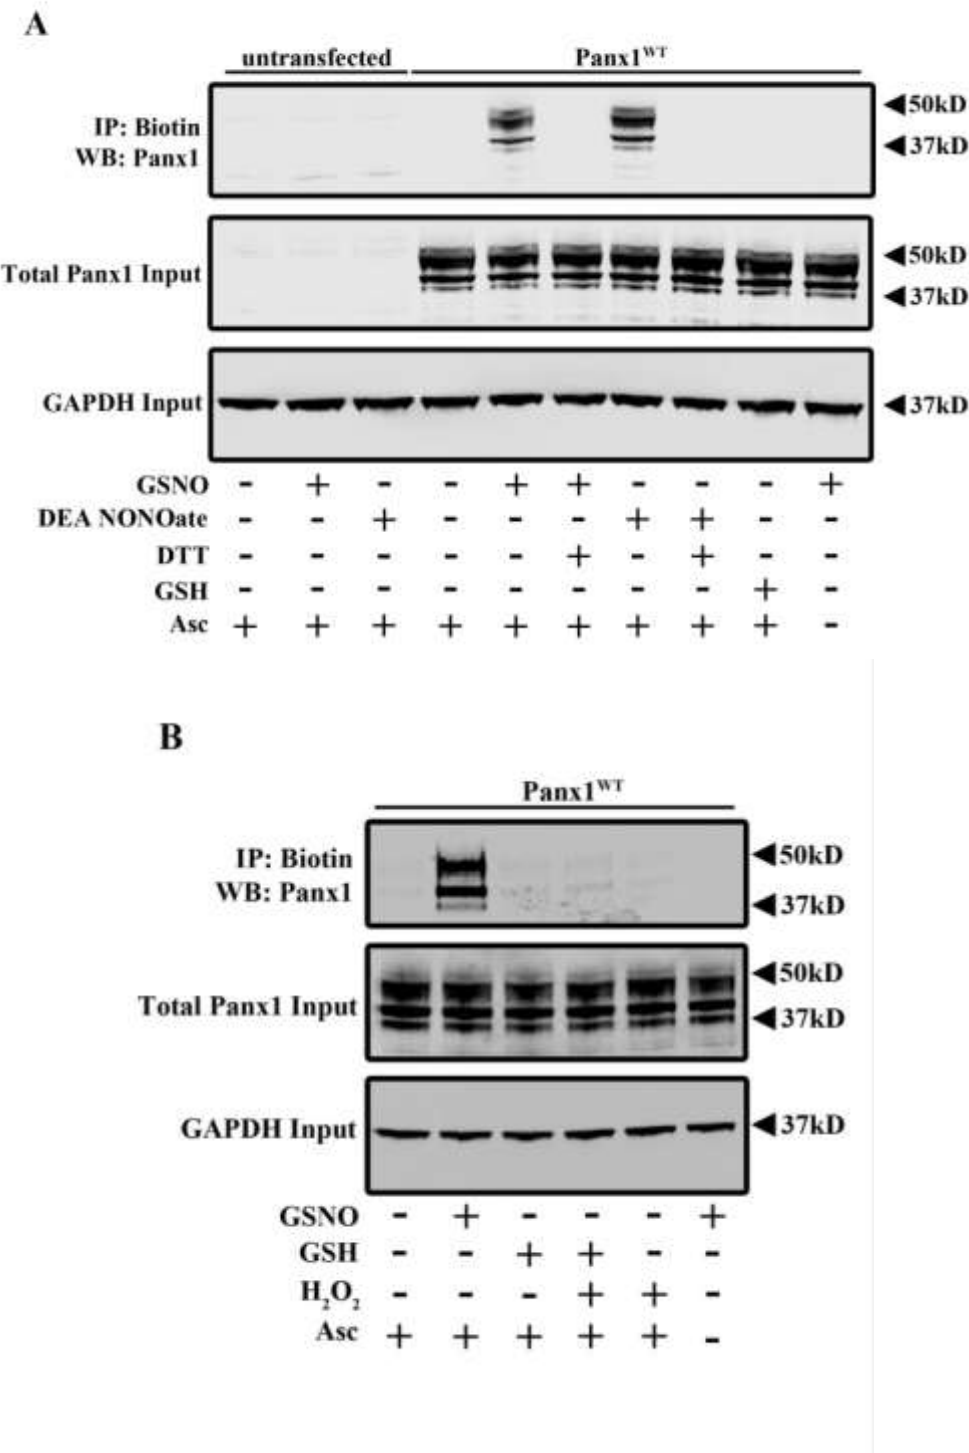 A
untransfected Panx1ᵂᵀ
IP: Biotin
WB: Panx1
◀50kD
◀37kD
Total Panx1 Input
◀50kD
◀37kD
GAPDH Input ◀37kD
GSNO - + - - + + - - - +
DEA NONOate - - + - - - + + - -
DTT - - - - - + - + - -
GSH - - - - - - - - + -
Asc + + + + + + + + + -
B
Panx1ᵂᵀ
IP: Biotin
WB: Panx1
◀50kD
◀37kD
Total Panx1 Input
◀50kD
◀37kD
GAPDH Input ◀37kD
GSNO - + - - - +
GSH - - + + - -
H₂O₂ - - - + + -
Asc + + + + + -